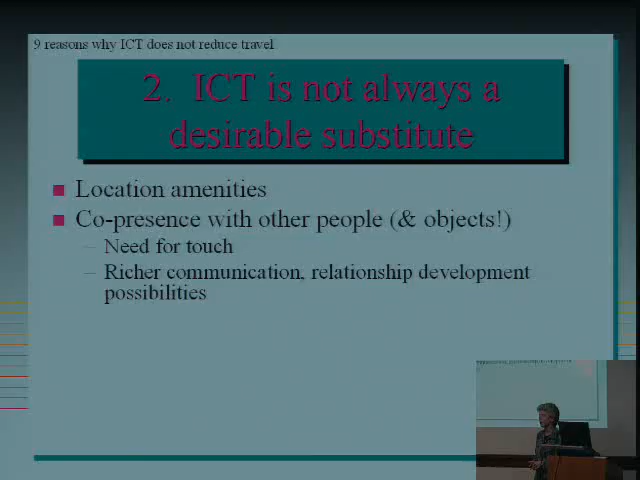 9 reasons why ICT does not reduce travel
2. ICT is not always a
desirable substitute
Location amenities
Co-presence with other people (& objects!)
– Need for touch
– Richer communication, relationship development
possibilities